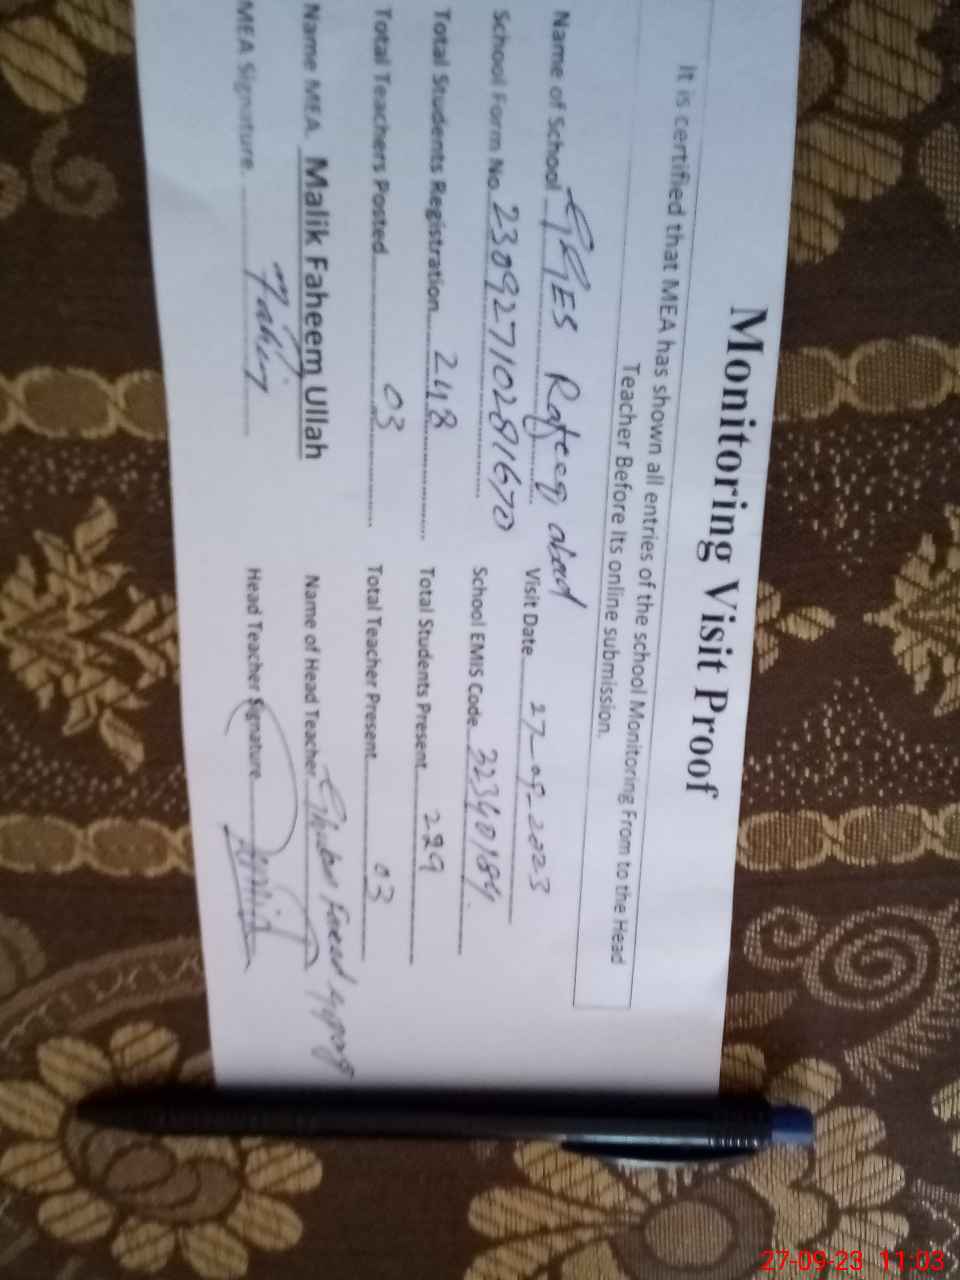 Monitoring Visit Proof
It is certified that MEA has shown all entries of the school Monitoring From to the Head
Teacher Before Its online submission.
Name of School GGES Rafeeq abad Visit Date 27-09-2023
School Form No. 23092710281670 School EMIS Code 32340184
Total Students Registration 248 Total Students Present 229
Total Teachers Posted 03 Total Teacher Present 03
Name MEA. Malik Faheem Ullah Name of Head Teacher Fareed
MEA Signature. Head Teacher Signature
27-09-23 11:03